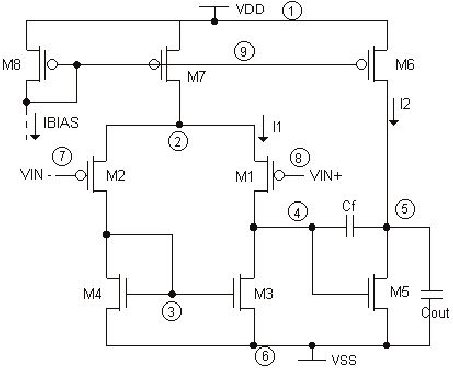 VDD 1
M8
9
M7
M6
IBIAS
I1
I2
2
7
8
VIN - M2
M1 VIN+
Cf
4
5
M4
M3
M5
3
Cout
6
VSS